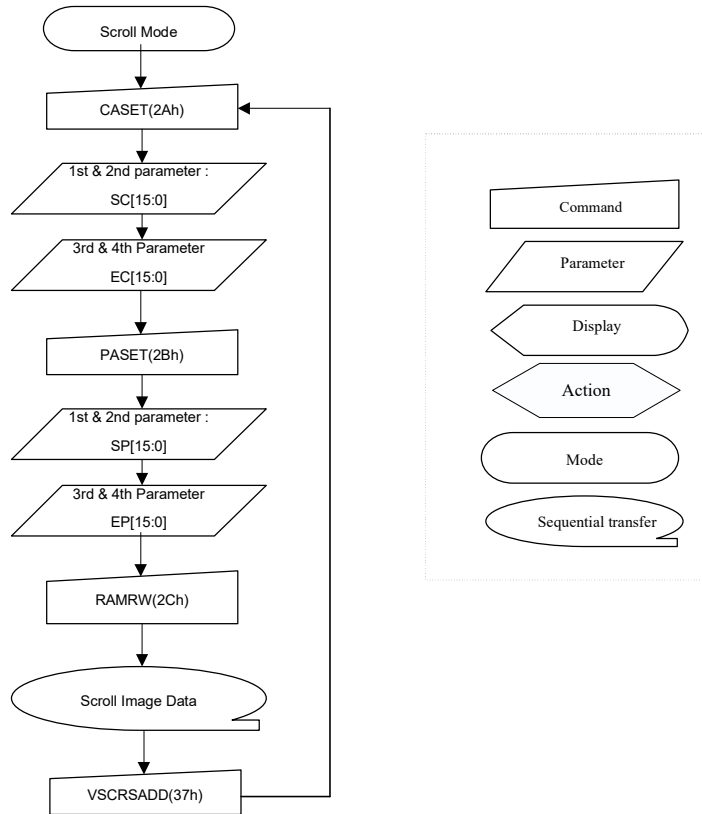 Scroll Mode
CASET(2Ah)
1st & 2nd parameter :
SC[15:0]
3rd & 4th Parameter
EC[15:0]
PASET(2Bh)
1st & 2nd parameter :
SP[15:0]
3rd & 4th Parameter
EP[15:0]
RAMRW(2Ch)
Scroll Image Data
VSCRSADD(37h)
Command
Parameter
Display
Action
Mode
Sequential transfer